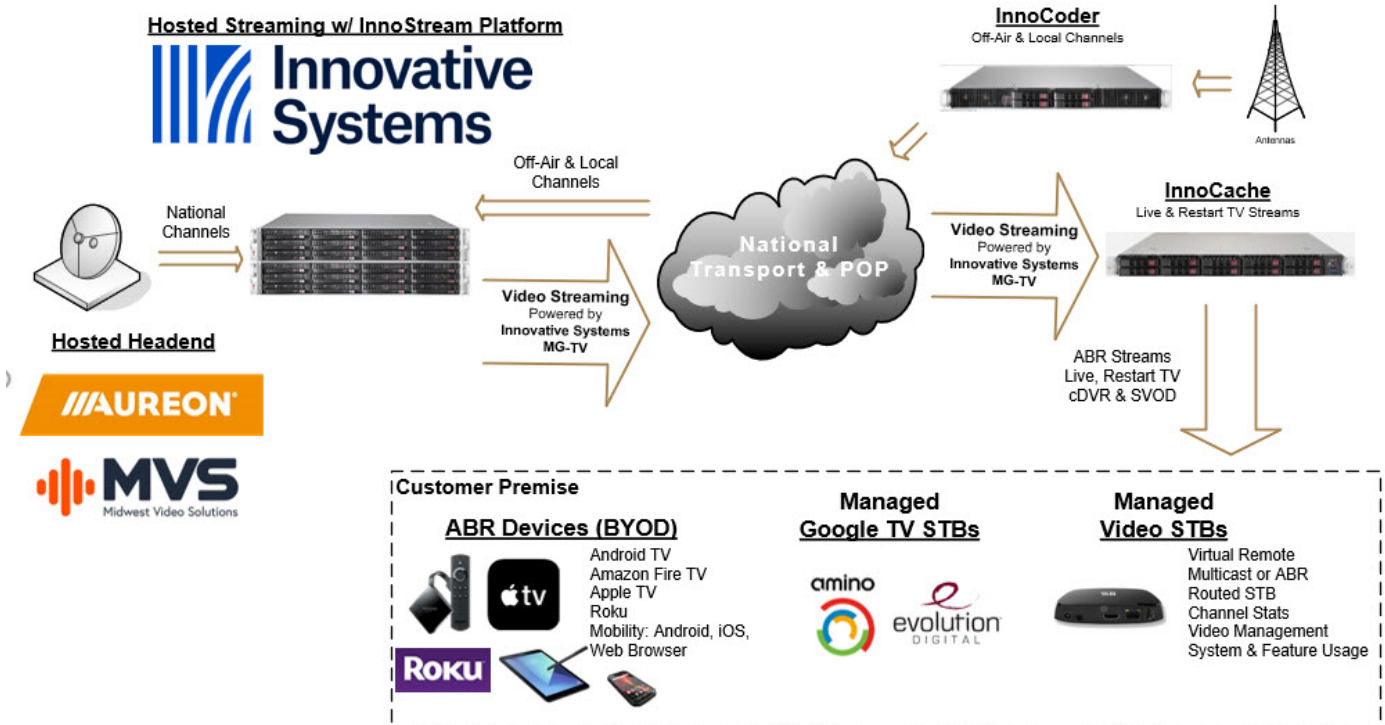 Hosted Streaming w/ InnoStream Platform
Innovative
Systems
InnoCoder
Off-Air & Local Channels
Antennas
Off-Air & Local
Channels
National
Channels
National
Transport & POP
Video Streaming
Powered by
Innovative Systems
MG-TV
Video Streaming
Powered by
Innovative Systems
MG-TV
InnoCache
Live & Restart TV Streams
ABR Streams
Live, Restart TV
cDVR & SVOD
Hosted Headend
AUREON
MVS
Midwest Video Solutions
Customer Premise
ABR Devices (BYOD)
Android TV
Amazon Fire TV
Apple TV
Roku
Mobility: Android, iOS,
Web Browser
tv
ROKU
Managed
Google TV STBs
amino
evolution
DIGITAL
Managed
Video STBs
Virtual Remote
Multicast or ABR
Routed STB
Channel Stats
Video Management
System & Feature Usage